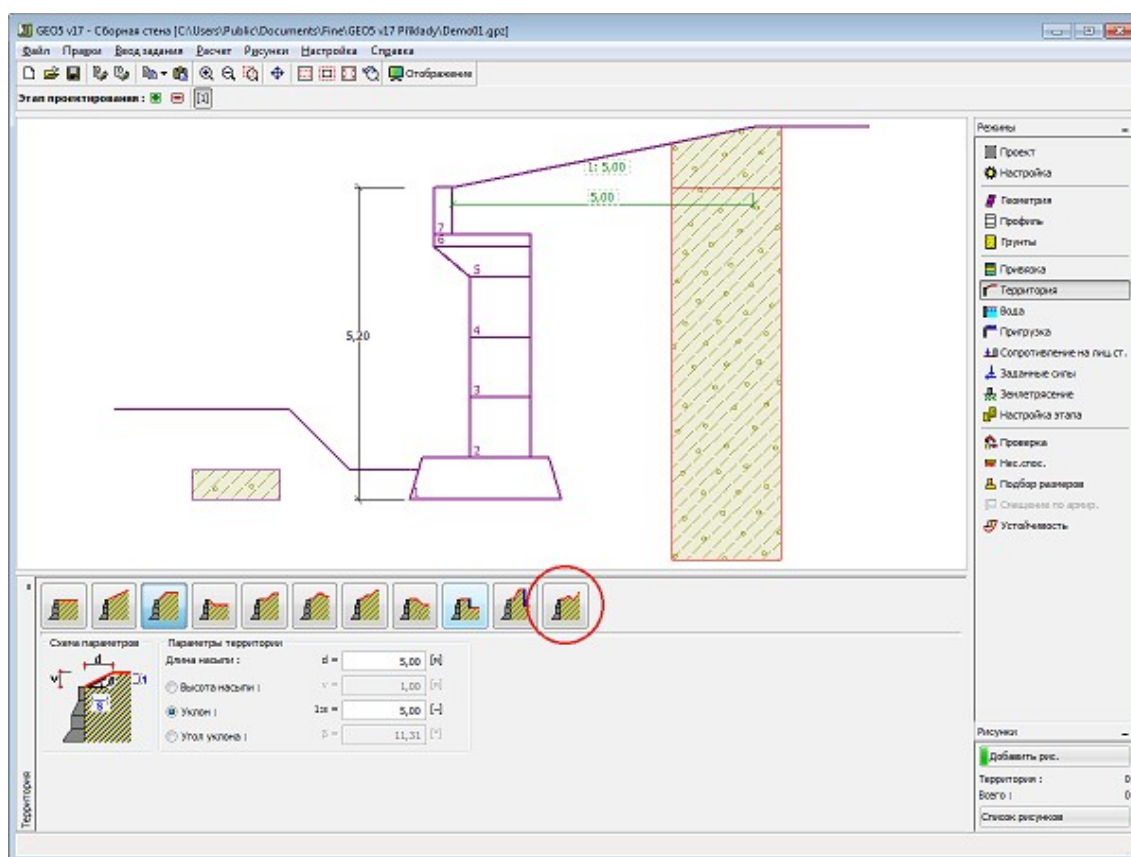 GEO5 v17 - Сборная стена [C:\Users\Public\Documents\Fine\GEO5 v17 Příklady\Demo01.gpz]
Файл Правки Ввод задания Расчет Рисунки Настройка Справка
Отображение
Этап проектирования : [1]
Режимы
Проект
Настройка
Геометрия
Профиль
Грунты
Привязка
Территория
Вода
Пригрузка
Сопротивление на лиц.ст.
Заданные силы
Землетрясение
Настройка этапа
Проверка
Нес.спос.
Подбор размеров
Смещение по армир.
Устойчивость
1: 5,00
5,00
5,20
7
6
5
4
3
2
1
Схема параметров
Параметры территории
Длина насыпи : d = 5,00 [м]
Высота насыпи : v = 1,00 [м]
Уклон : 1:s = 5,00 [-]
Угол уклона : β = 11,31 [°]
Территория
Рисунки
Добавить рис.
Территория : 0
Всего : 0
Список рисунков